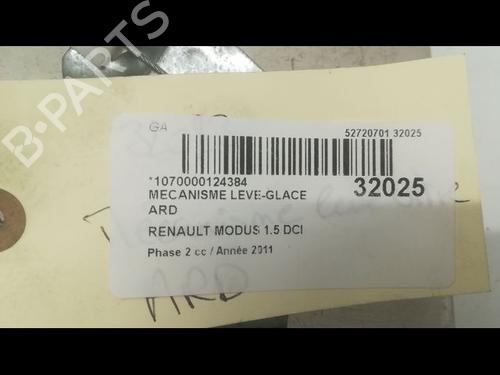 B-PARTS
GA
52720701 32025
*1070000124384
32025
MECANISME LEVE-GLACE
ARD
RENAULT MODUS 1.5 DCI
Phase 2 cc / Année 2011
ARD